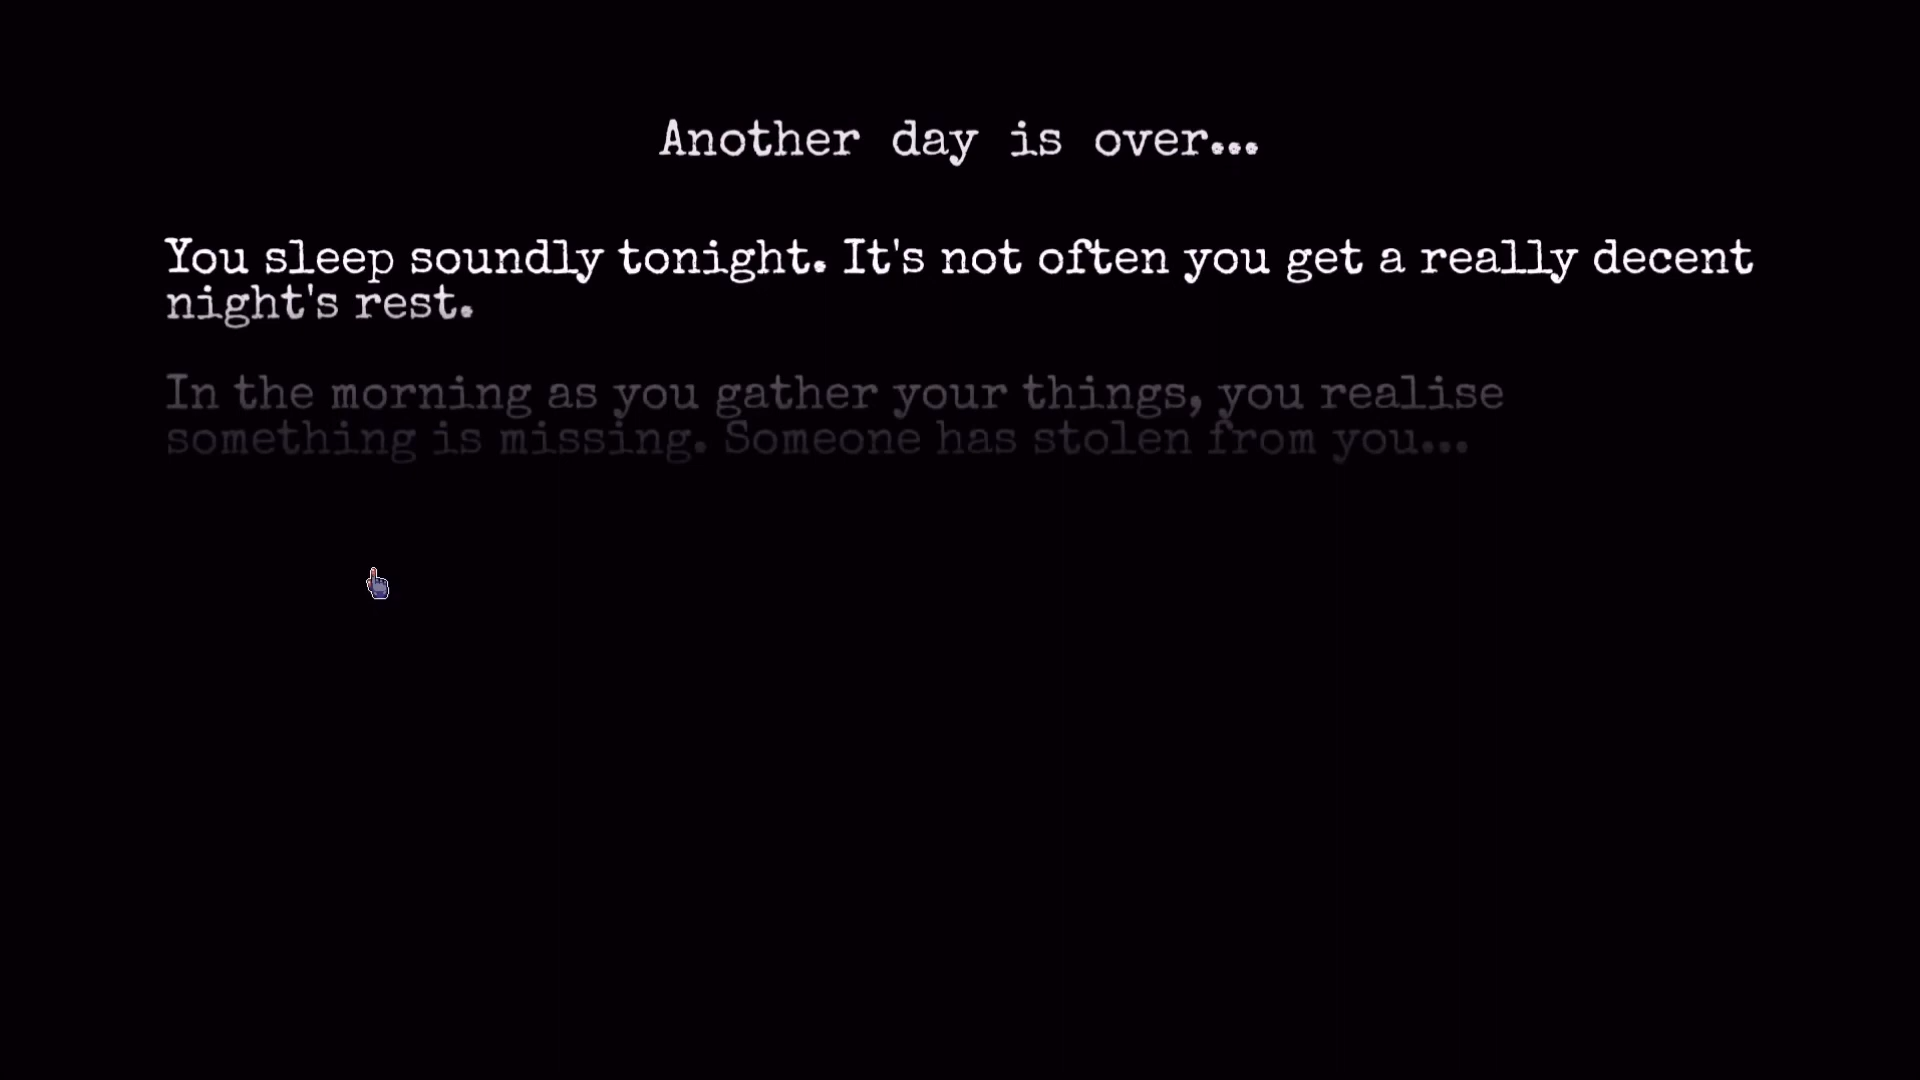 Another day is over...
You sleep soundly tonight. It's not often you get a really decent
night's rest.
In the morning as you gather your things, you realise
something is missing. Someone has stolen from you...